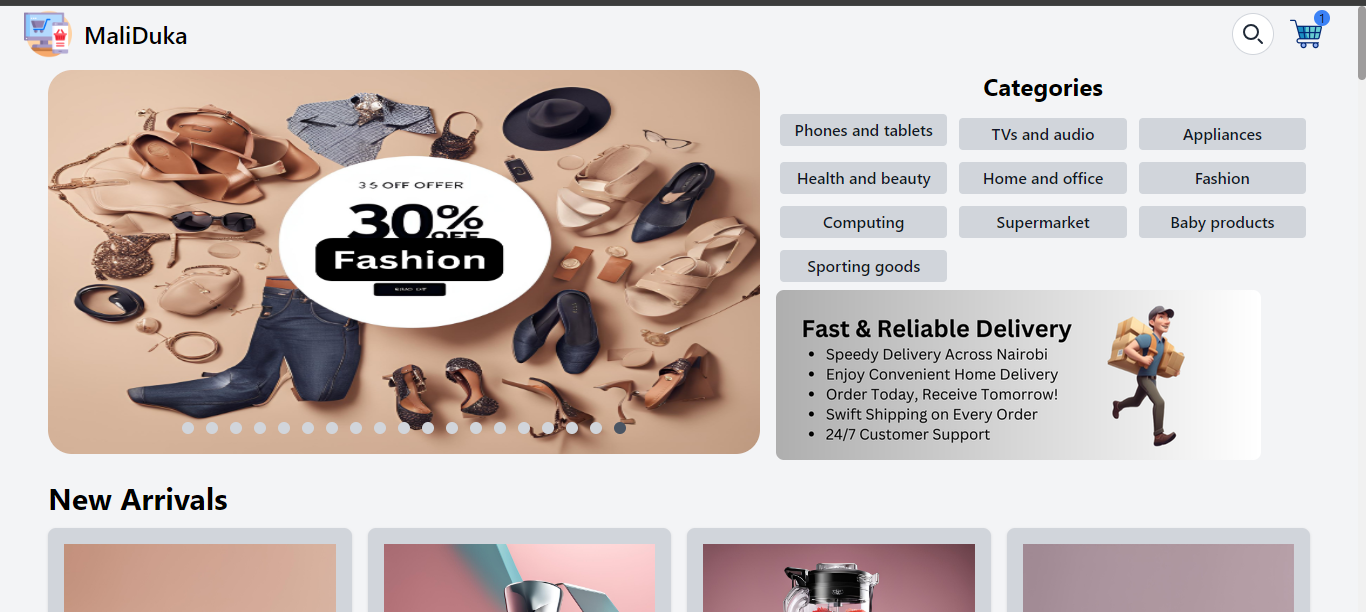 MaliDuka
1
3 5 OFF OFFER
30%
OFF
Fashion
Categories
Phones and tablets
TVs and audio
Appliances
Health and beauty
Home and office
Fashion
Computing
Supermarket
Baby products
Sporting goods
Fast & Reliable Delivery
• Speedy Delivery Across Nairobi
• Enjoy Convenient Home Delivery
• Order Today, Receive Tomorrow!
• Swift Shipping on Every Order
• 24/7 Customer Support
New Arrivals